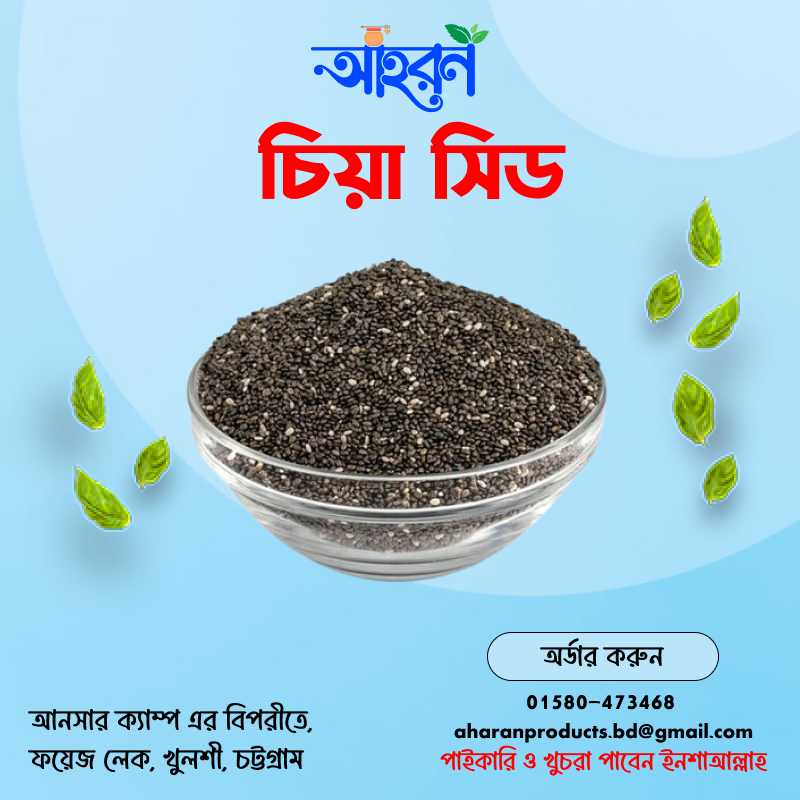 আহরন
চিয়া সিড
অর্ডার করুন
01580-473468
aharanproducts.bd@gmail.com
পাইকারি ও খুচরা পাবেন ইনশাআল্লাহ
আনসার ক্যাম্প এর বিপরীতে,
ফয়েজ লেক, খুলশী, চট্টগ্রাম